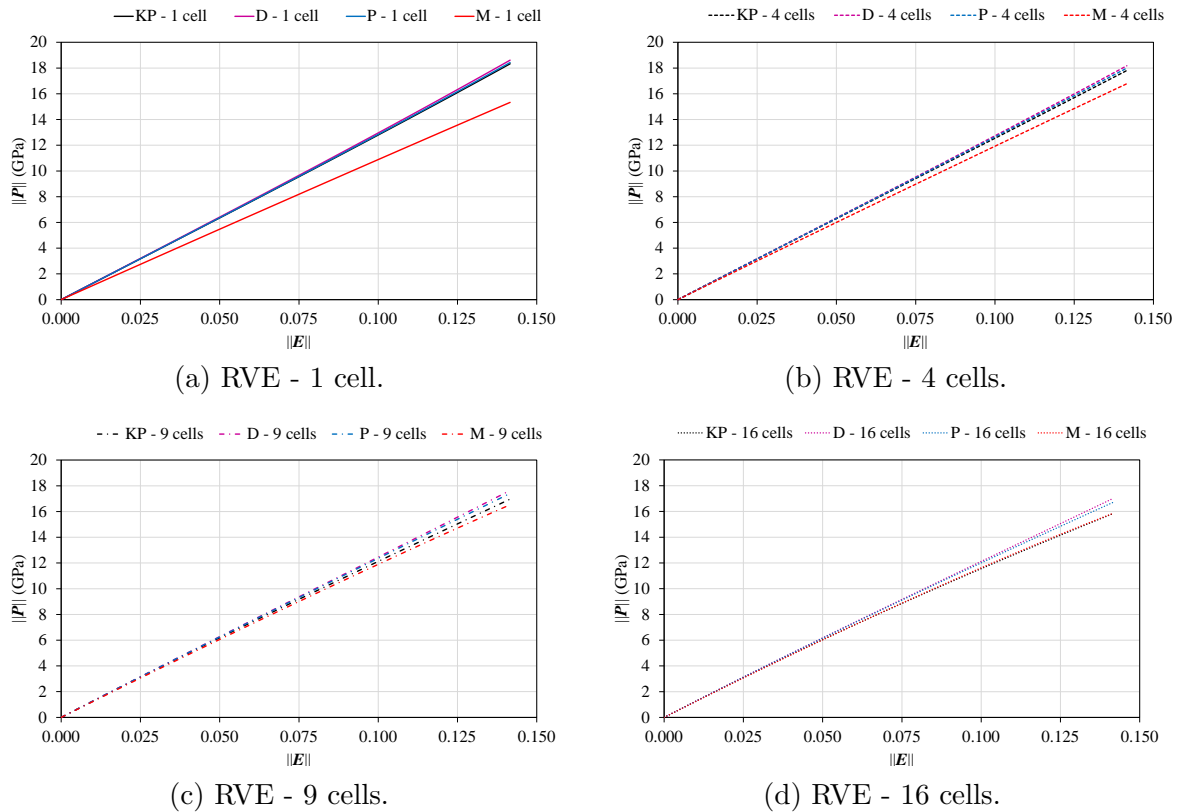 KP - 1 cell D - 1 cell P - 1 cell M - 1 cell
20
18
16
14
12
10
8
6
4
2
0
||P|| (GPa)
0.000 0.025 0.050 0.075 0.100 0.125 0.150
||E||
(a) RVE - 1 cell.
KP - 4 cells D - 4 cells P - 4 cells M - 4 cells
20
18
16
14
12
10
8
6
4
2
0
||P|| (GPa)
0.000 0.025 0.050 0.075 0.100 0.125 0.150
||E||
(b) RVE - 4 cells.
KP - 9 cells D - 9 cells P - 9 cells M - 9 cells
20
18
16
14
12
10
8
6
4
2
0
||P|| (GPa)
0.000 0.025 0.050 0.075 0.100 0.125 0.150
||E||
(c) RVE - 9 cells.
KP - 16 cells D - 16 cells P - 16 cells M - 16 cells
20
18
16
14
12
10
8
6
4
2
0
||P|| (GPa)
0.000 0.025 0.050 0.075 0.100 0.125 0.150
||E||
(d) RVE - 16 cells.